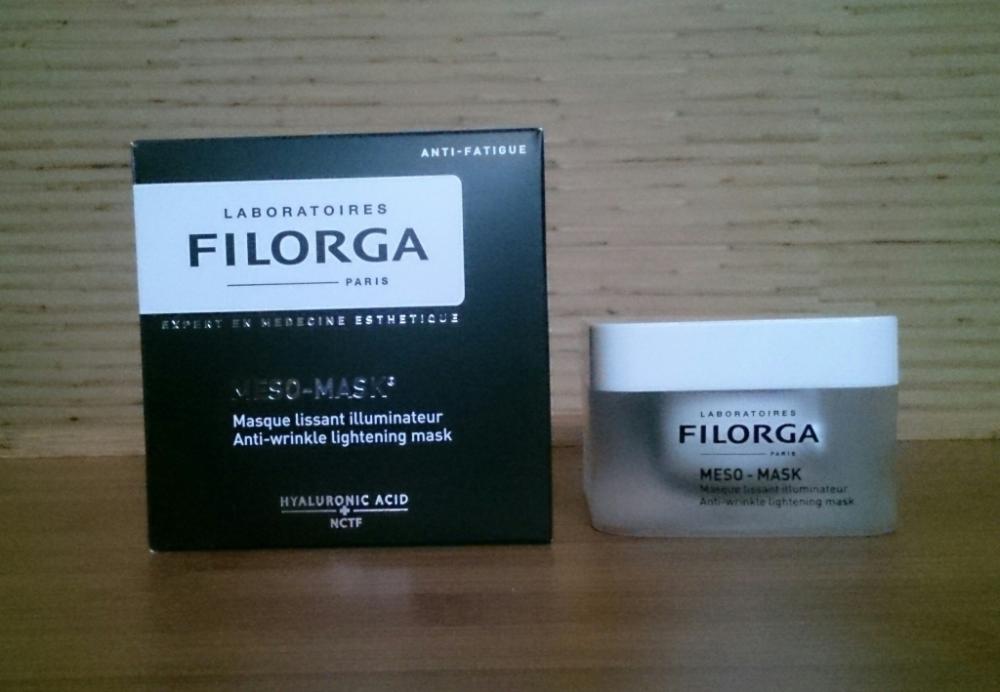 ANTI-FATIGUE
LABORATOIRES
FILORGA
PARIS
EXPERT EN MEDECINE ESTHETIQUE
MESO-MASK®
Masque lissant illuminateur
Anti-wrinkle lightening mask
HYALURONIC ACID
+
NCTF
LABORATOIRES
FILORGA
PARIS
MESO-MASK
Masque lissant illuminateur
Anti-wrinkle lightening mask